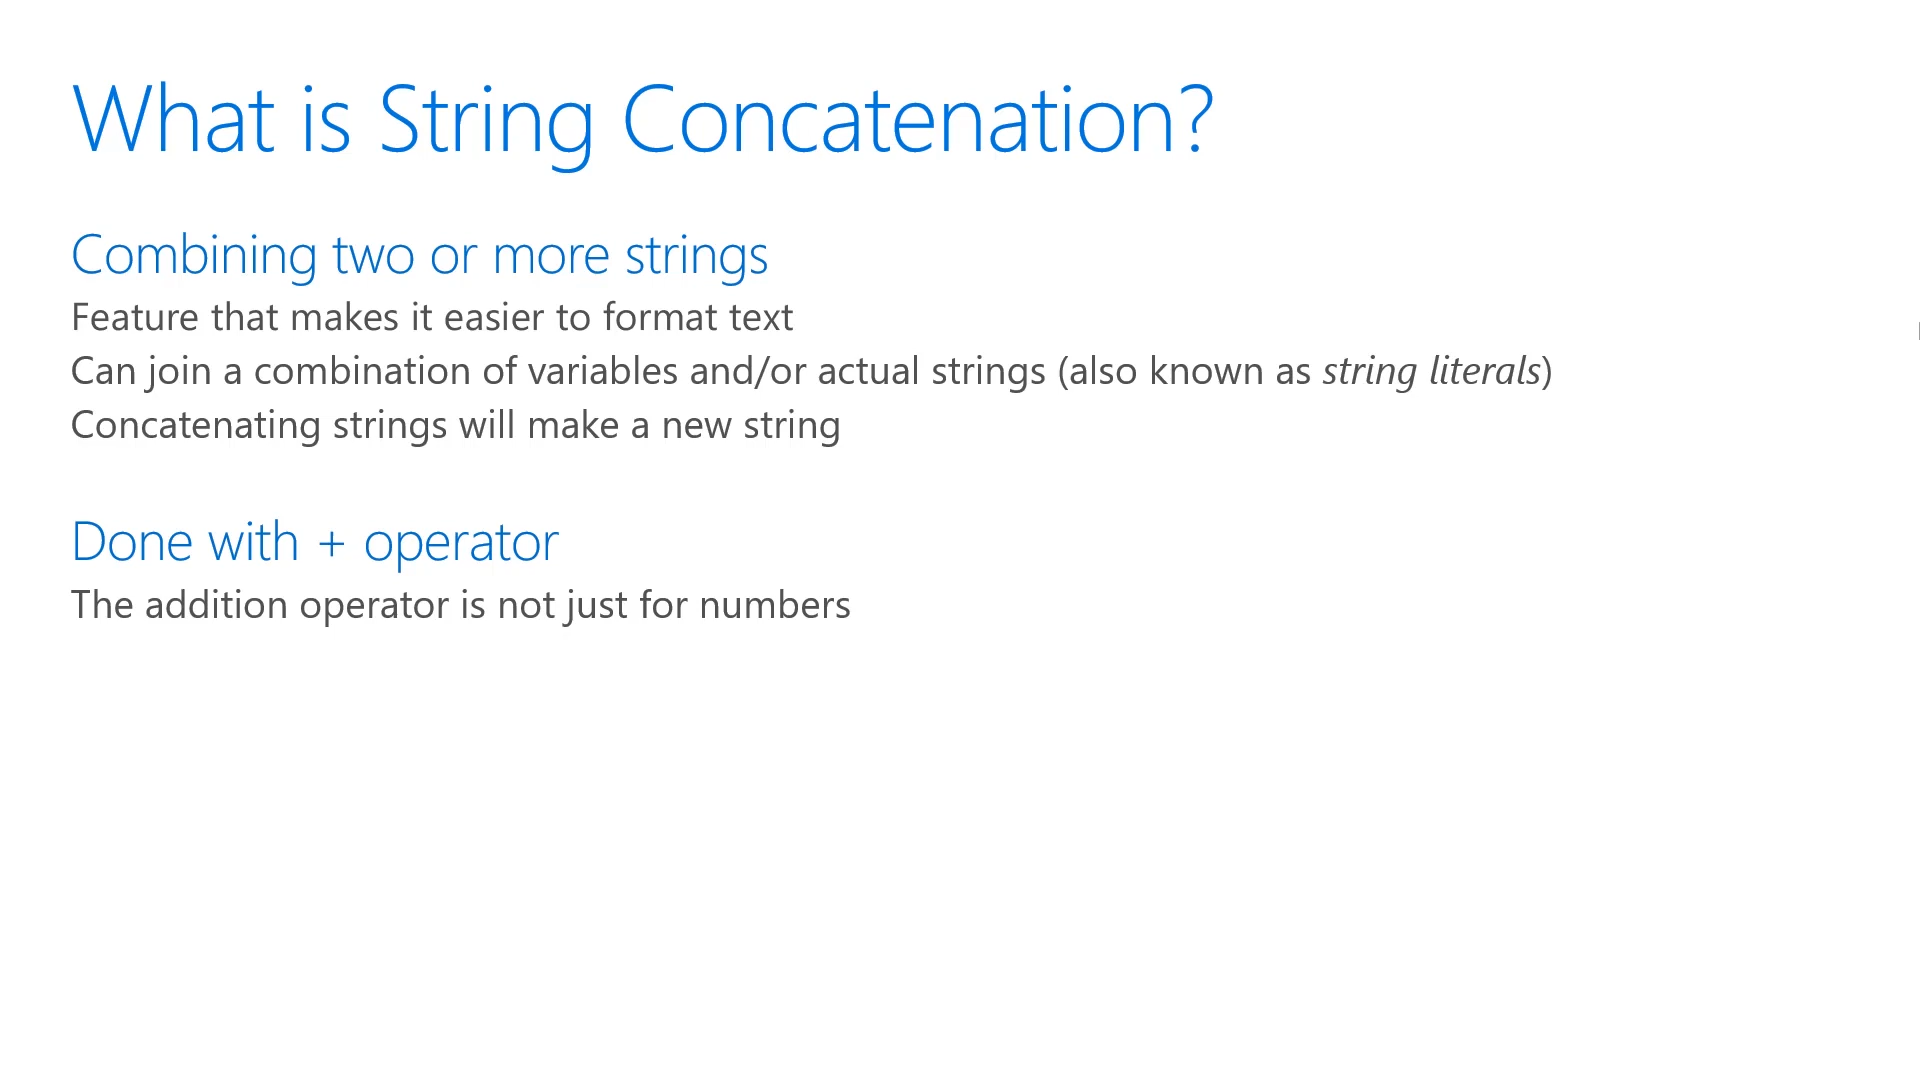 What is String Concatenation?
Combining two or more strings
Feature that makes it easier to format text
Can join a combination of variables and/or actual strings (also known as string literals)
Concatenating strings will make a new string
Done with + operator
The addition operator is not just for numbers